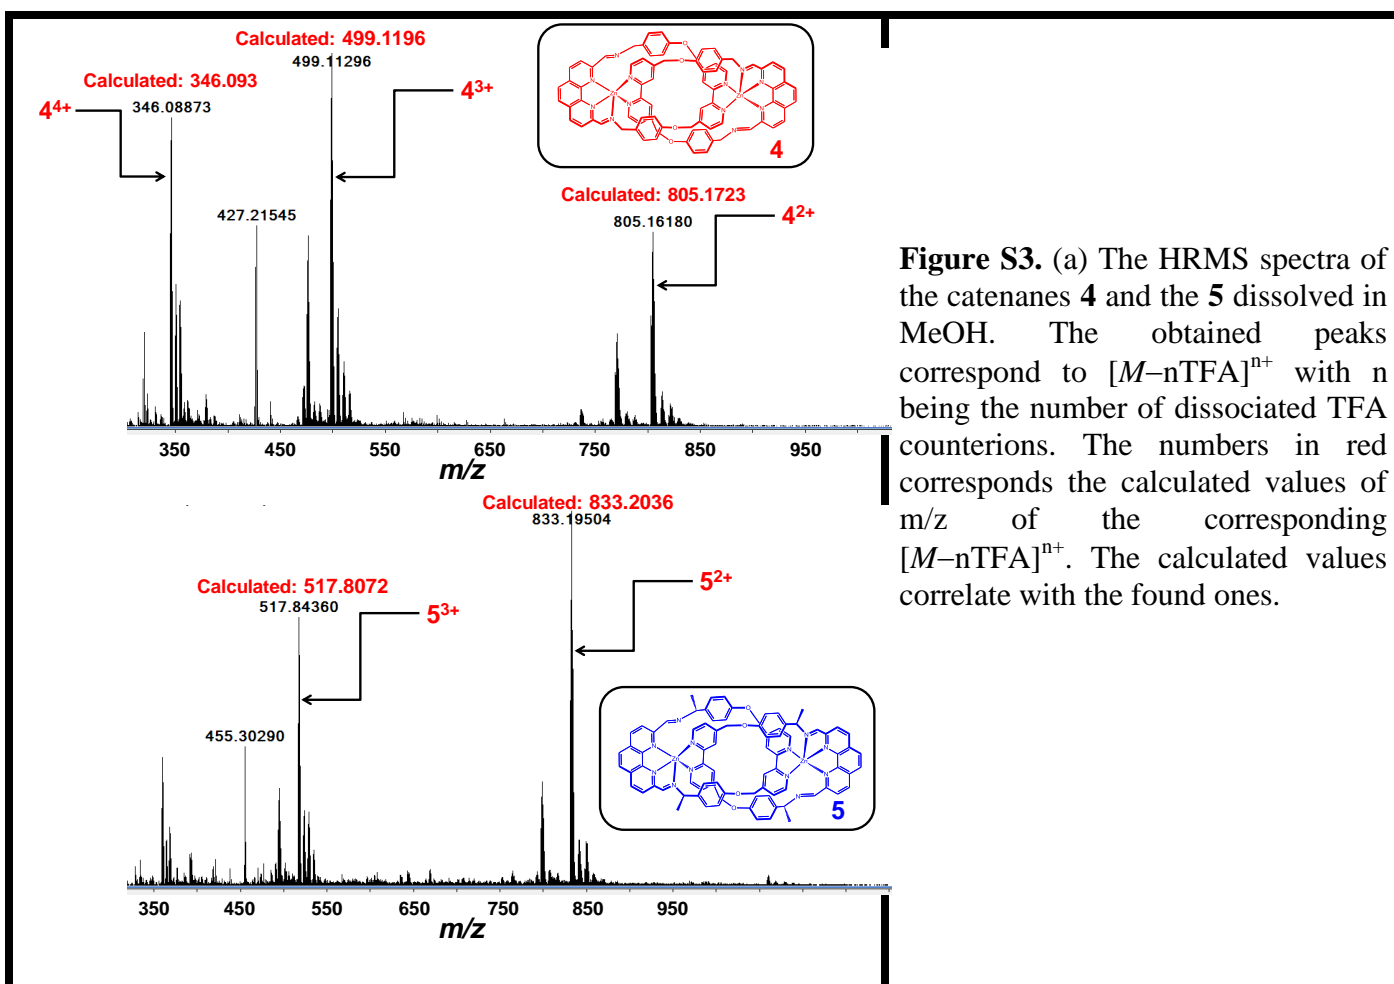 Calculated: 499.1196
499.11296
Calculated: 346.093
346.08873
4⁴⁺
4³⁺
4
427.21545
Calculated: 805.1723
805.16180
4²⁺
350 450 550 650 750 850 950
m/z
Calculated: 833.2036
833.19504
Calculated: 517.8072
517.84360
5²⁺
5³⁺
455.30290
5
350 450 550 650 750 850 950
m/z
Figure S3. (a) The HRMS spectra of
the catenanes 4 and the 5 dissolved in
MeOH. The obtained peaks
correspond to [M−nTFA]ⁿ⁺ with n
being the number of dissociated TFA
counterions. The numbers in red
corresponds the calculated values of
m/z of the corresponding
[M−nTFA]ⁿ⁺. The calculated values
correlate with the found ones.